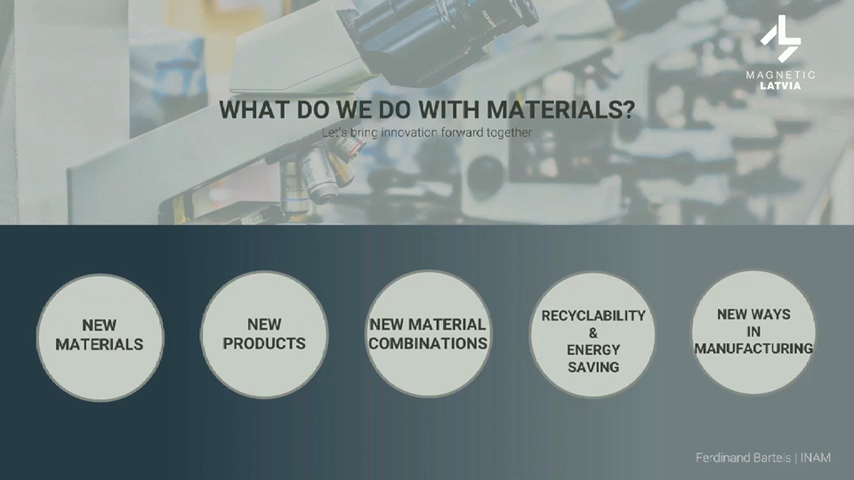 MAGNETIC
LATVIA
WHAT DO WE DO WITH MATERIALS?
Let's bring innovation forward together
NEW
MATERIALS
NEW
PRODUCTS
NEW MATERIAL
COMBINATIONS
RECYCLABILITY
&
ENERGY
SAVING
NEW WAYS
IN
MANUFACTURING
Ferdinand Bartels | INAM